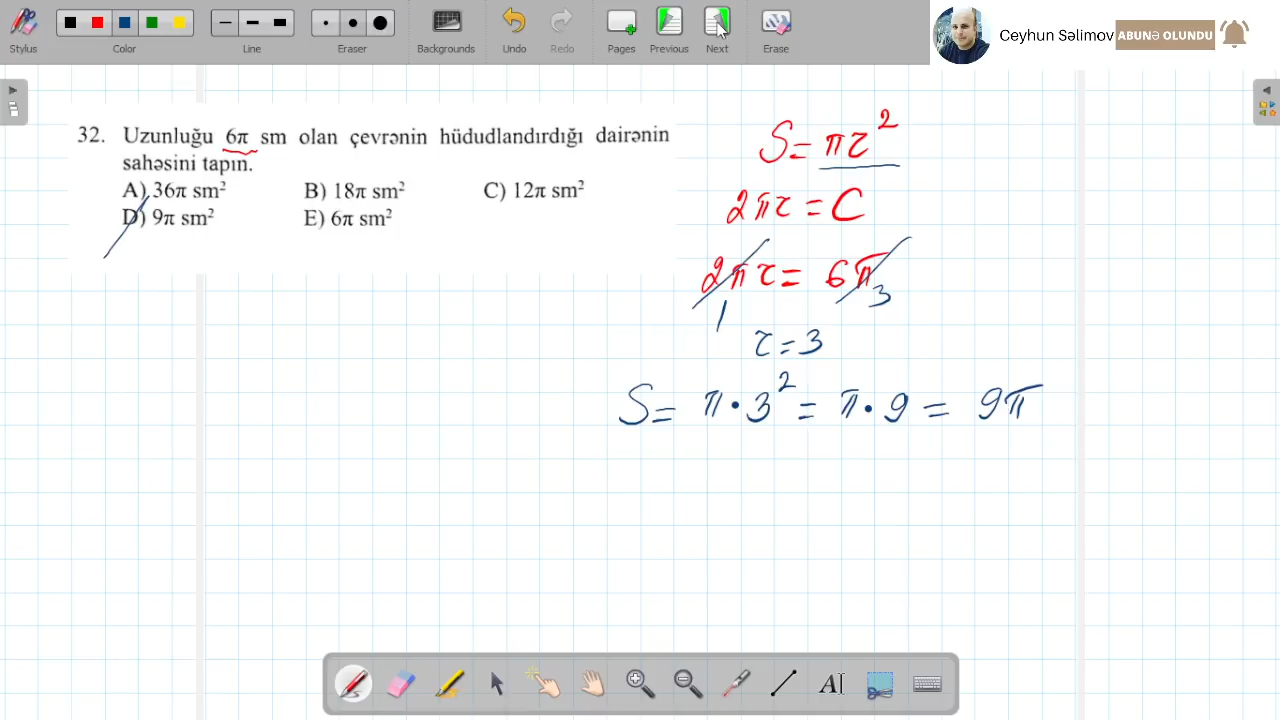 Stylus Color Line Eraser Backgrounds Undo Redo Pages Previous Next Erase
Ceyhun Səlimov ABUNƏ OLUNDU
32. Uzunluğu 6π sm olan çevrənin hüdudlandırdığı dairənin
sahəsini tapın.
A) 36π sm² B) 18π sm² C) 12π sm²
D) 9π sm² E) 6π sm²
S = πr²
2πr = C
2πr = 6π
1 3
r = 3
S = π · 3² = π · 9 = 9π